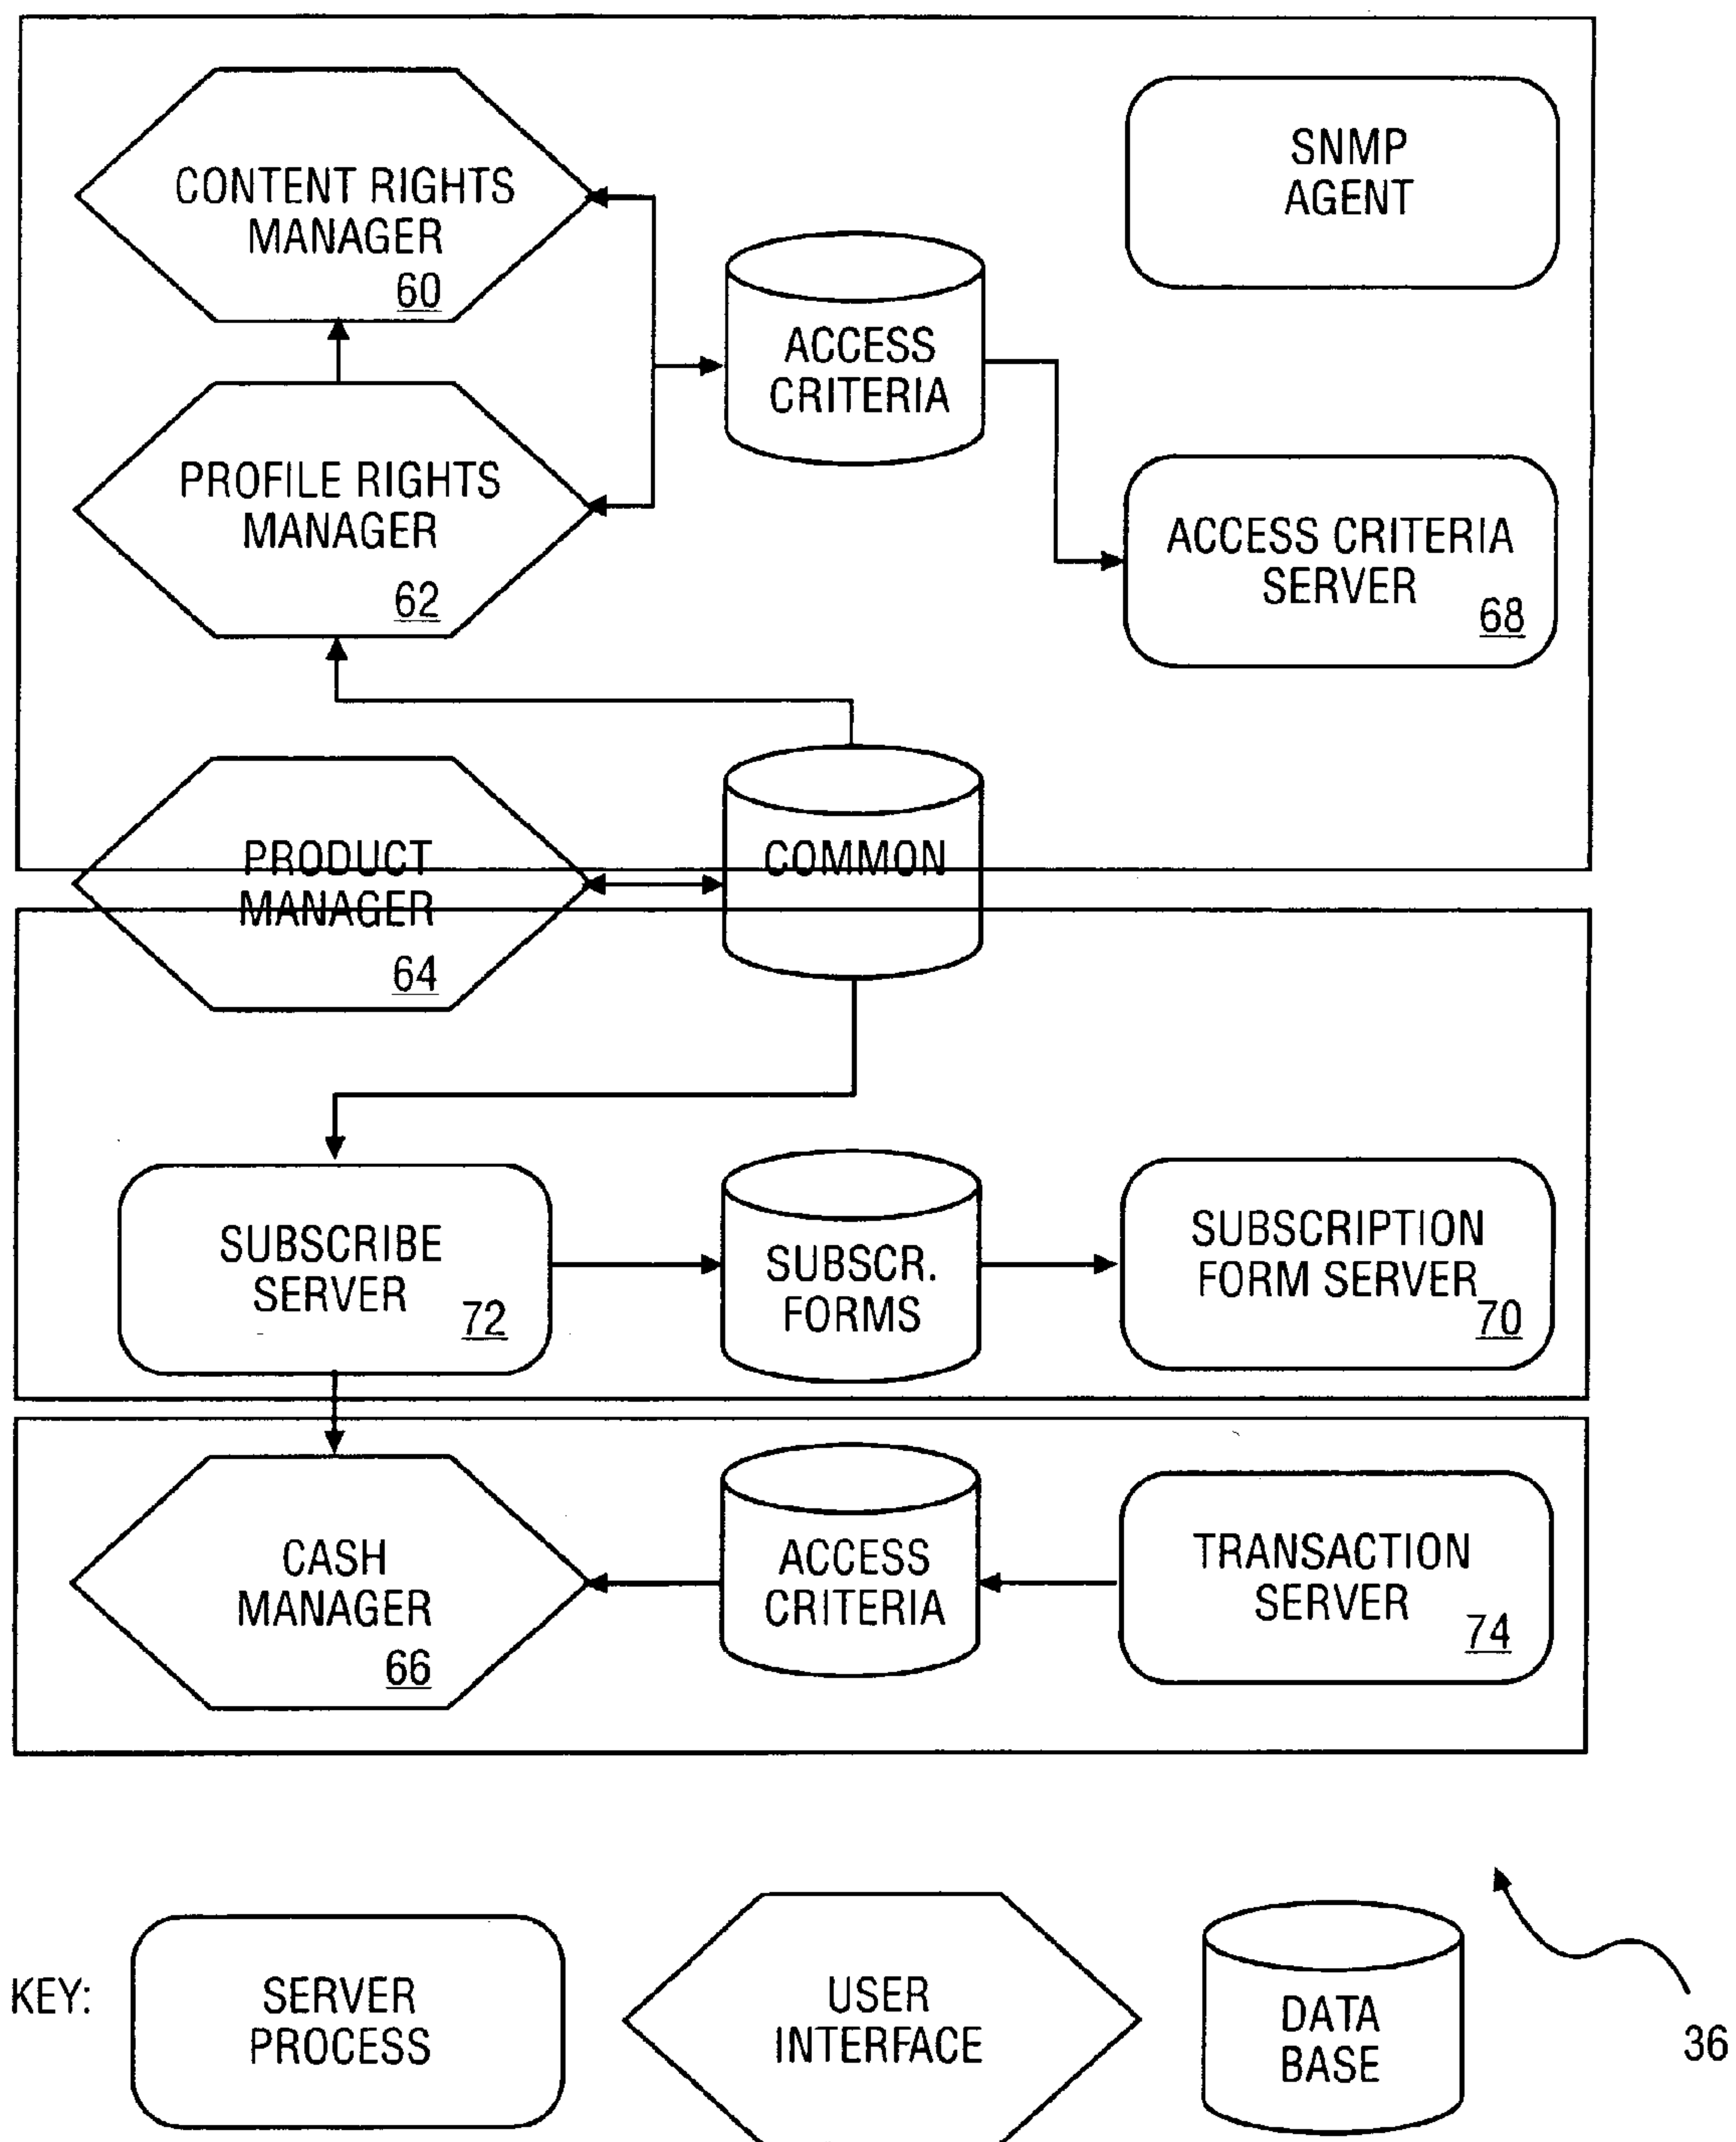 CONTENT RIGHTS
MANAGER
60
SNMP
AGENT
ACCESS
CRITERIA
PROFILE RIGHTS
MANAGER
62
ACCESS CRITERIA
SERVER
68
PRODUCT
MANAGER
64
COMMON
SUBSCRIBE
SERVER
72
SUBSCR.
FORMS
SUBSCRIPTION
FORM SERVER
70
CASH
MANAGER
66
ACCESS
CRITERIA
TRANSACTION
SERVER
74
KEY:
SERVER
PROCESS
USER
INTERFACE
DATA
BASE
36